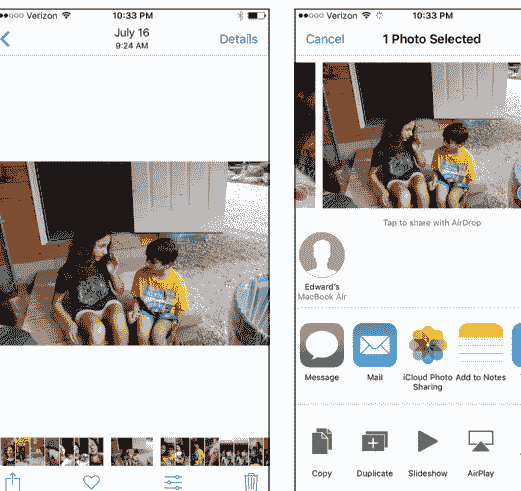 Verizon 10:33 PM
July 16
9:24 AM
Details
Verizon 10:33 PM
Cancel 1 Photo Selected
Tap to share with AirDrop
Edward's
MacBook Air
Message Mail iCloud Photo Sharing Add to Notes
Copy Duplicate Slideshow AirPlay